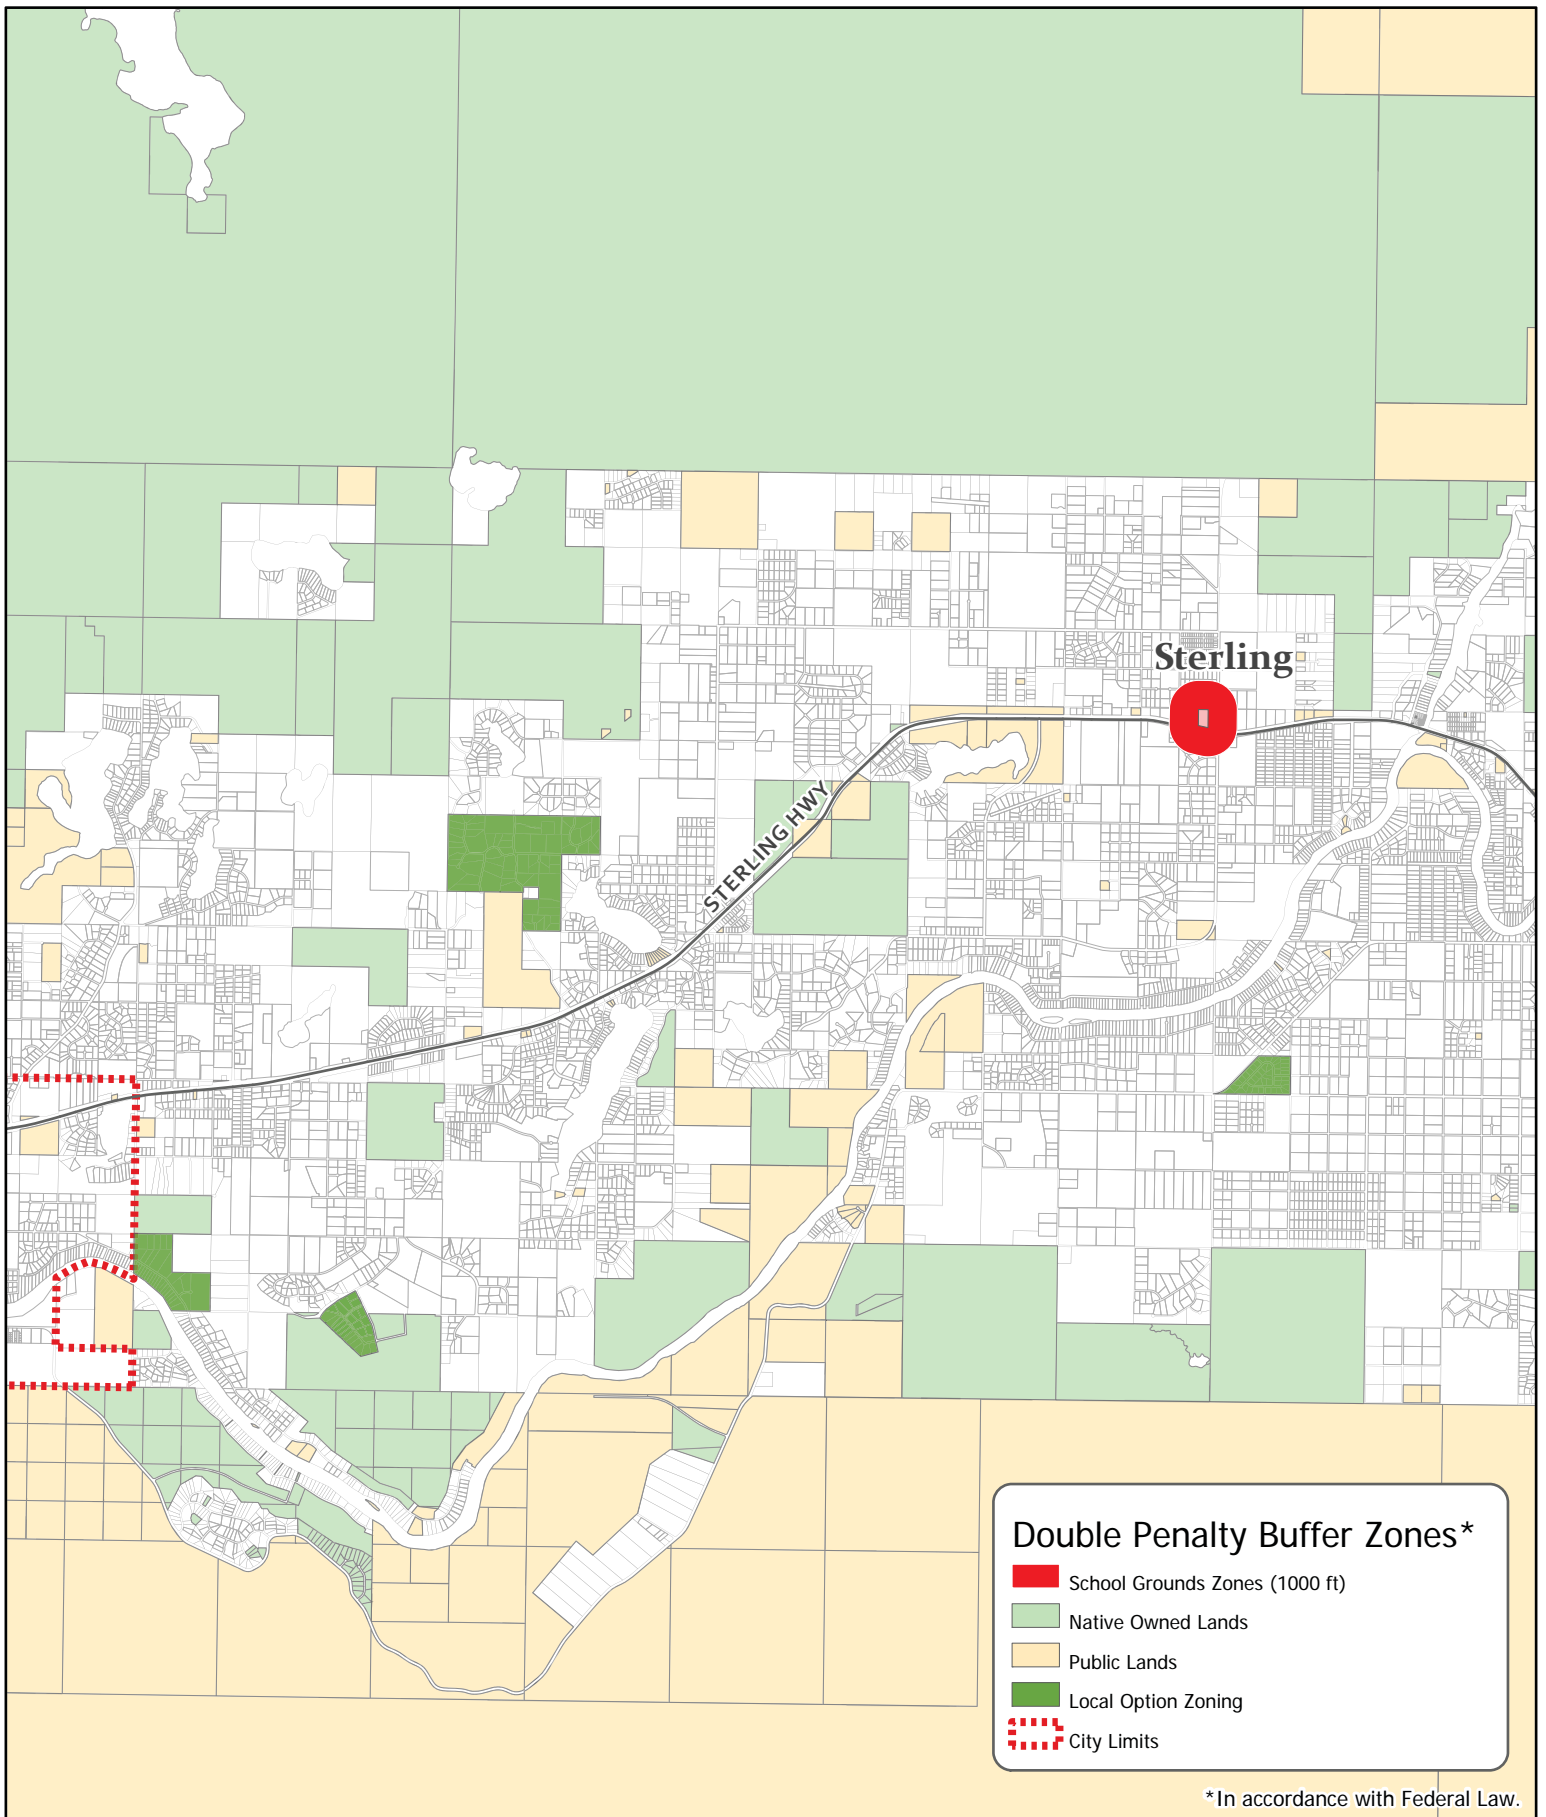 Sterling
STERLING HWY
Double Penalty Buffer Zones*
School Grounds Zones (1000 ft)
Native Owned Lands
Public Lands
Local Option Zoning
City Limits
*In accordance with Federal Law.